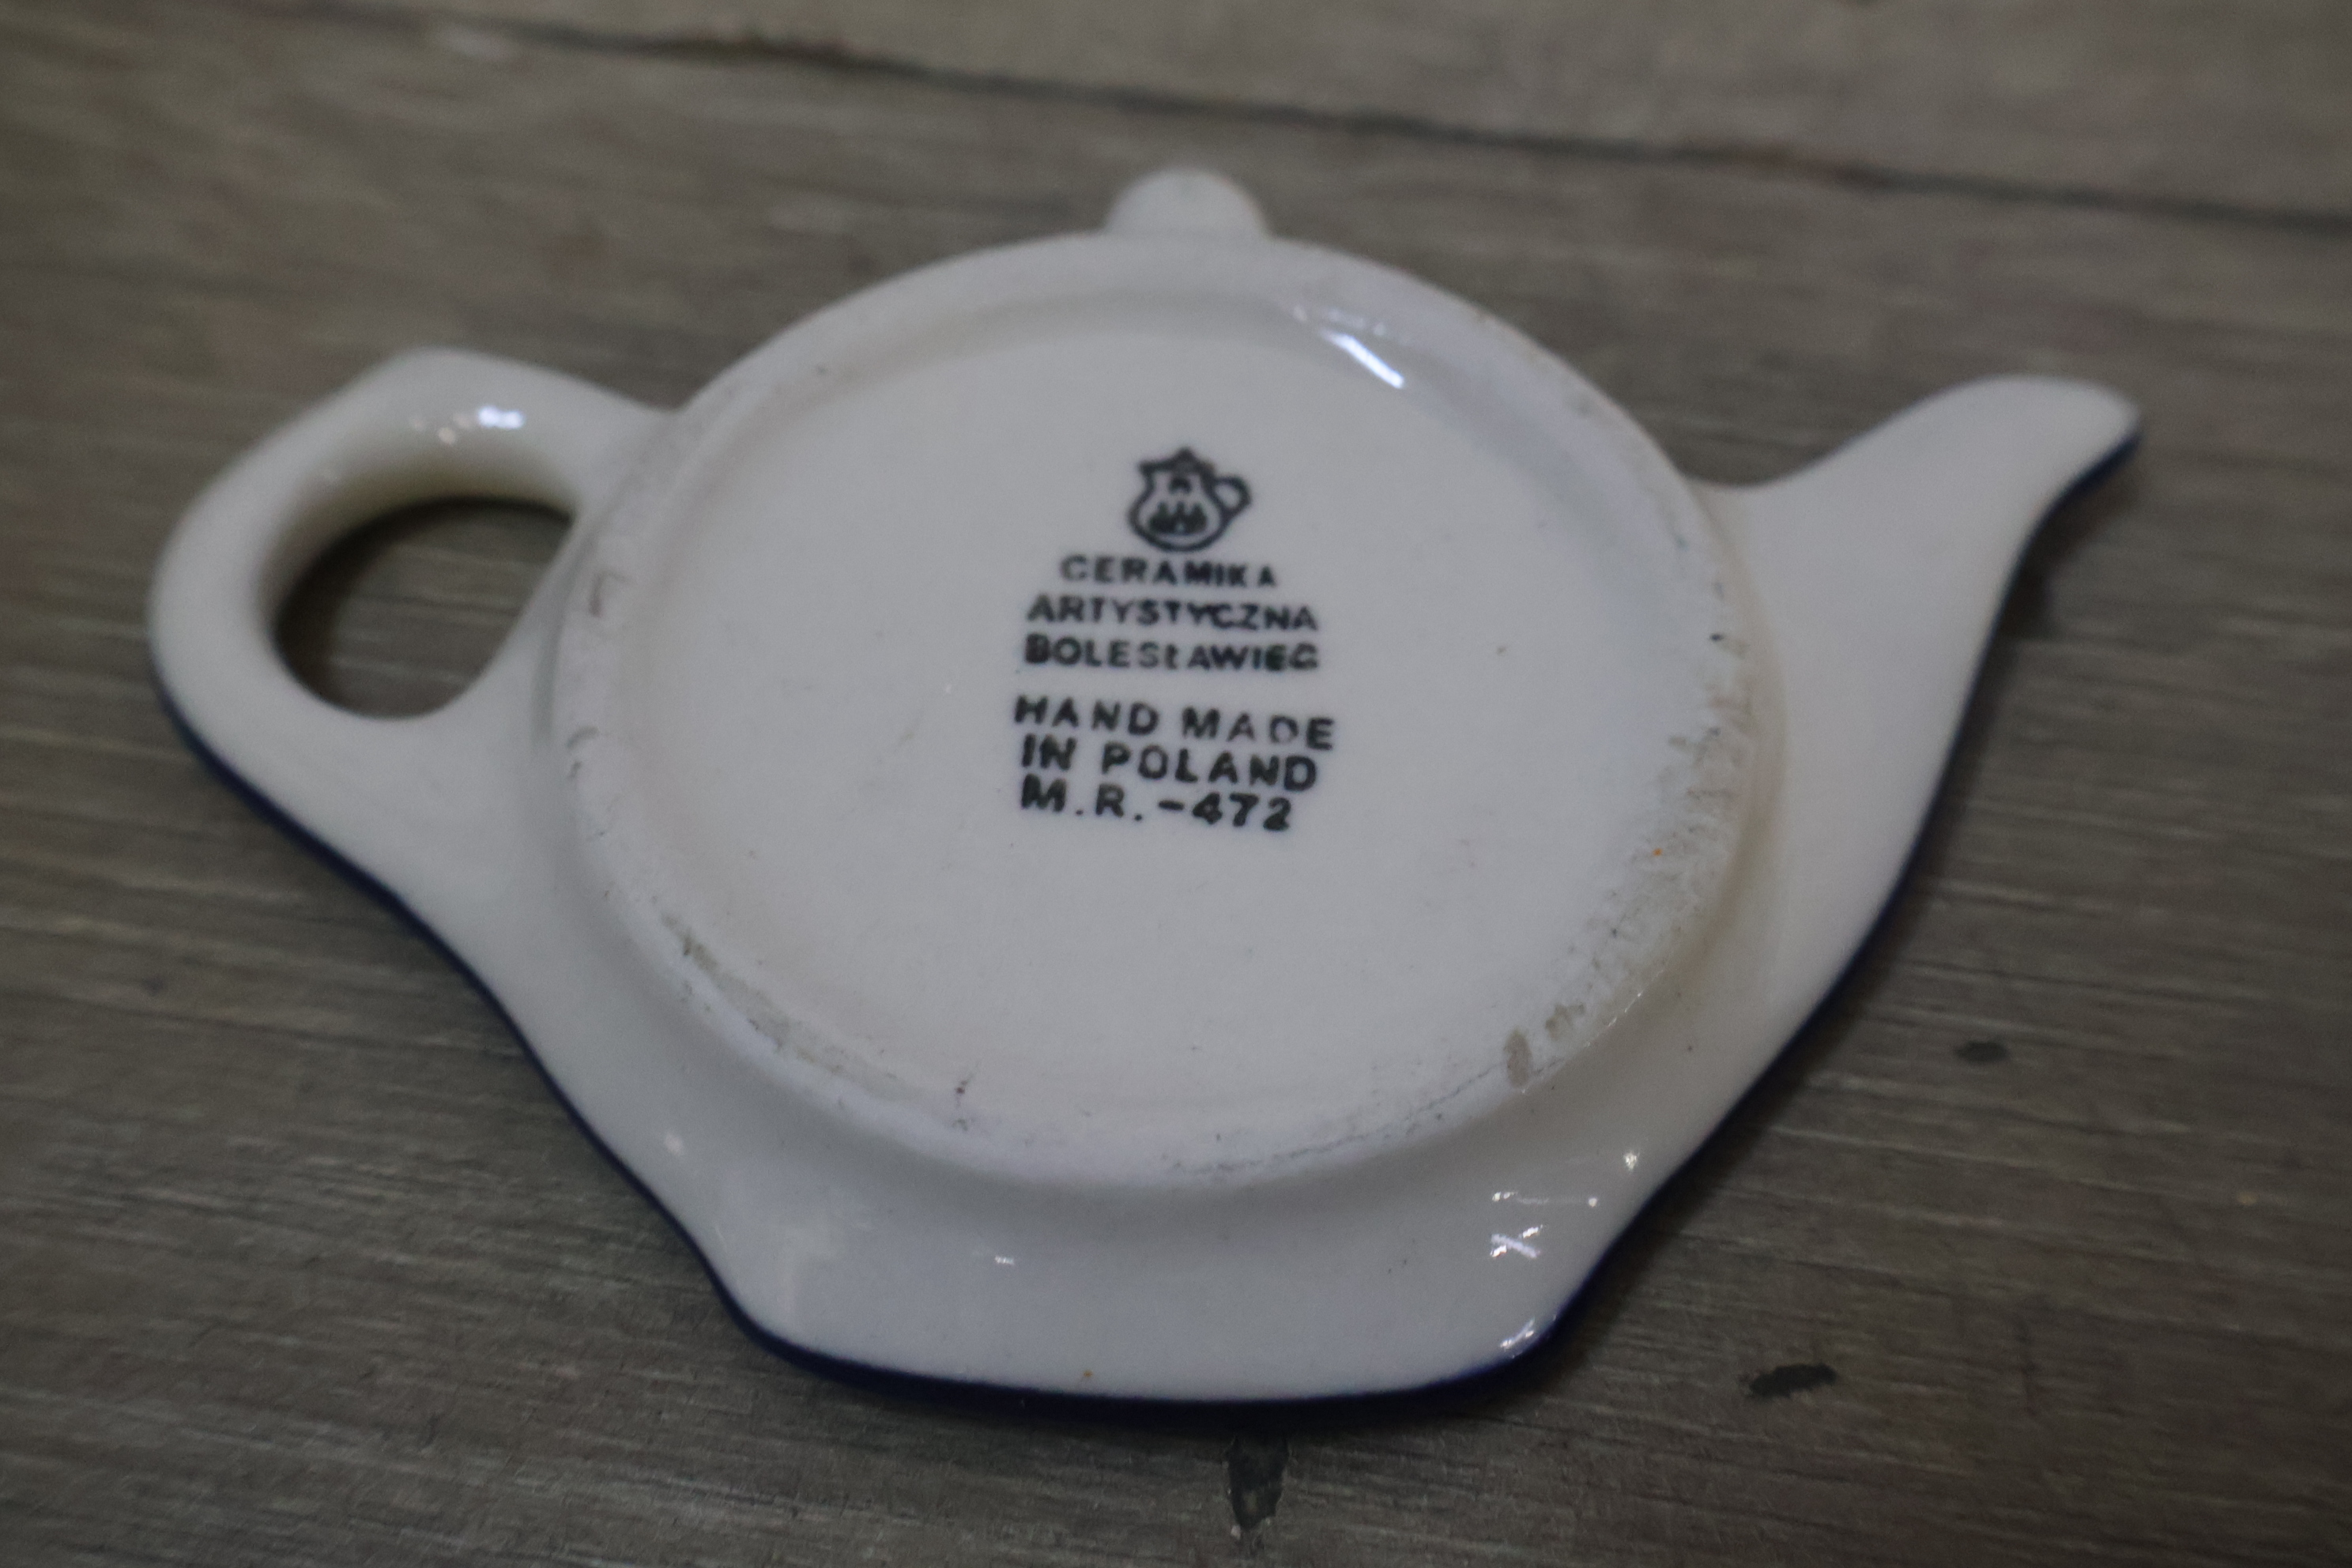 CERAMIKA
ARTYSTYCZNA
BOLESŁAWIEC
HAND MADE
IN POLAND
M.R.-472